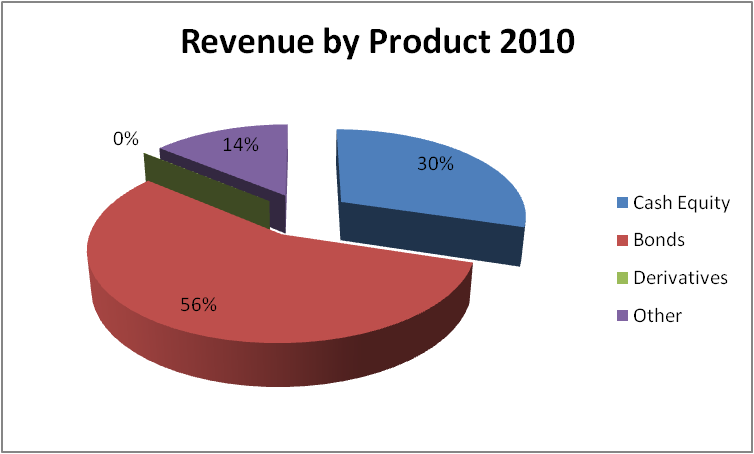 Revenue by Product 2010
0%
14%
30%
56%
Cash Equity
Bonds
Derivatives
Other